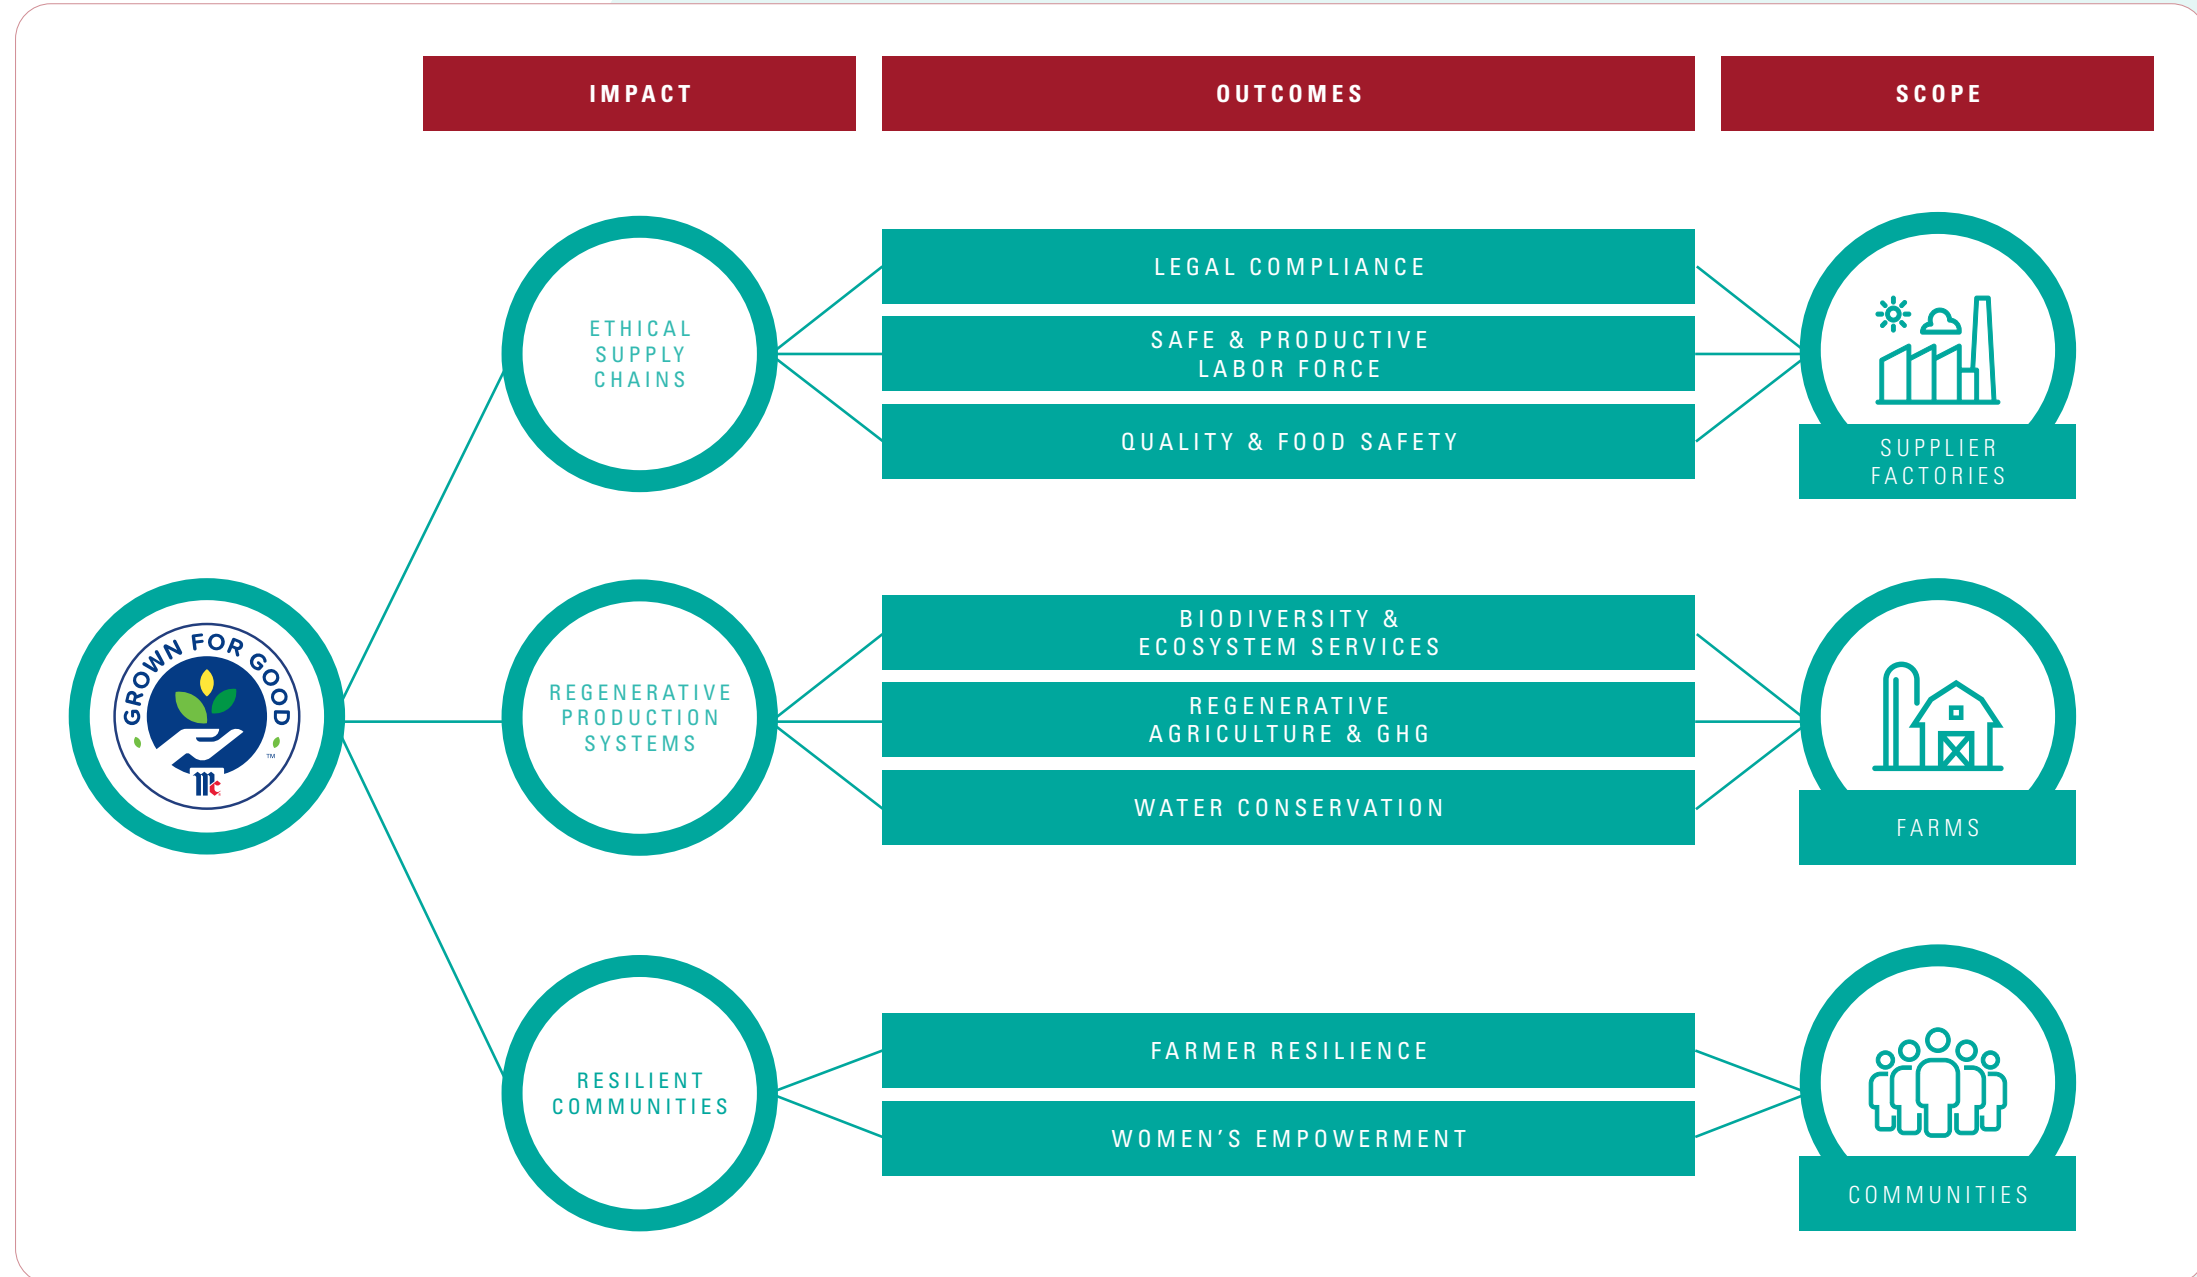 IMPACT
OUTCOMES
SCOPE
ETHICAL
SUPPLY
CHAINS
LEGAL COMPLIANCE
SAFE & PRODUCTIVE
LABOR FORCE
QUALITY & FOOD SAFETY
SUPPLIER
FACTORIES
GROWN FOR GOOD
TM
Mc
REGENERATIVE
PRODUCTION
SYSTEMS
BIODIVERSITY &
ECOSYSTEM SERVICES
REGENERATIVE
AGRICULTURE & GHG
WATER CONSERVATION
FARMS
RESILIENT
COMMUNITIES
FARMER RESILIENCE
WOMEN’S EMPOWERMENT
COMMUNITIES